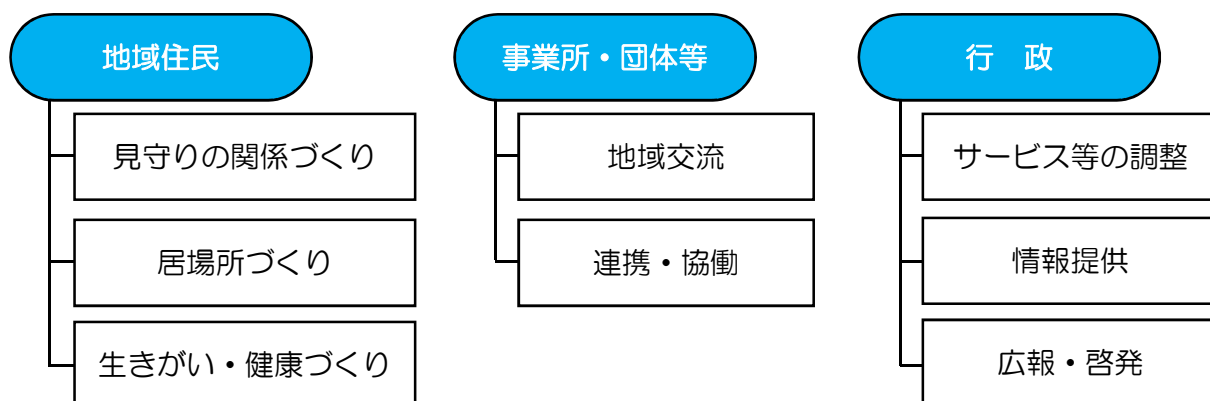 地域住民
見守りの関係づくり
居場所づくり
生きがい・健康づくり
事業所・団体等
地域交流
連携・協働
行　政
サービス等の調整
情報提供
広報・啓発